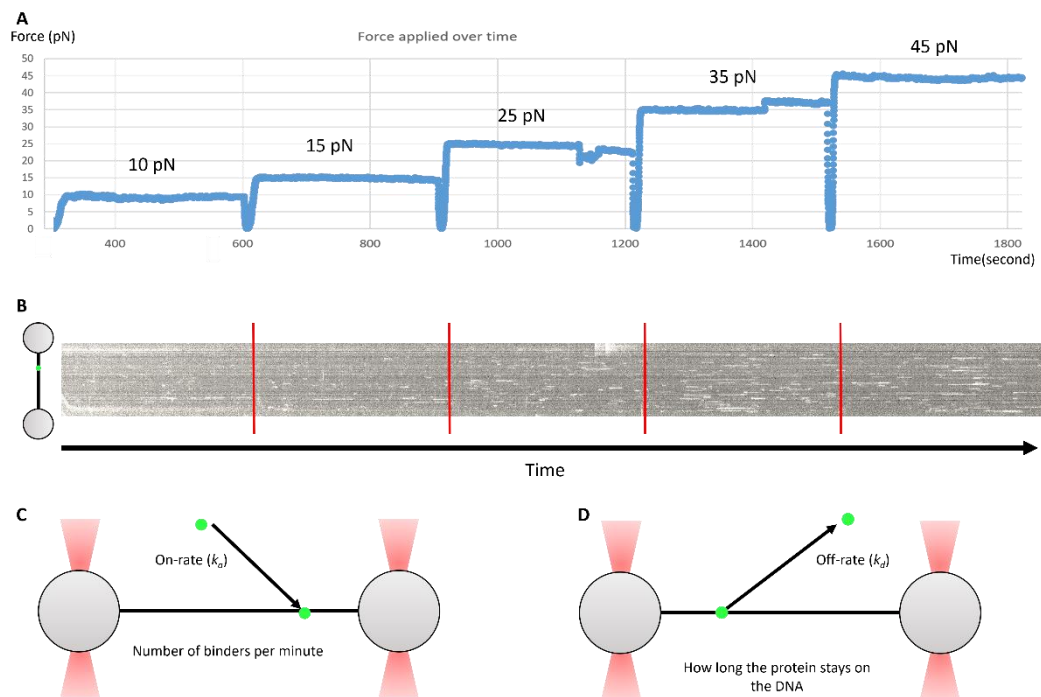 A
Force (pN)
Force applied over time
50
45
40
35
30
25
20
15
10
5
0
10 pN
15 pN
25 pN
35 pN
45 pN
400
600
800
1000
1200
1400
1600
1800
Time(second)
B
Time
C
On-rate (kₐ)
Number of binders per minute
D
Off-rate (k_d)
How long the protein stays on
the DNA